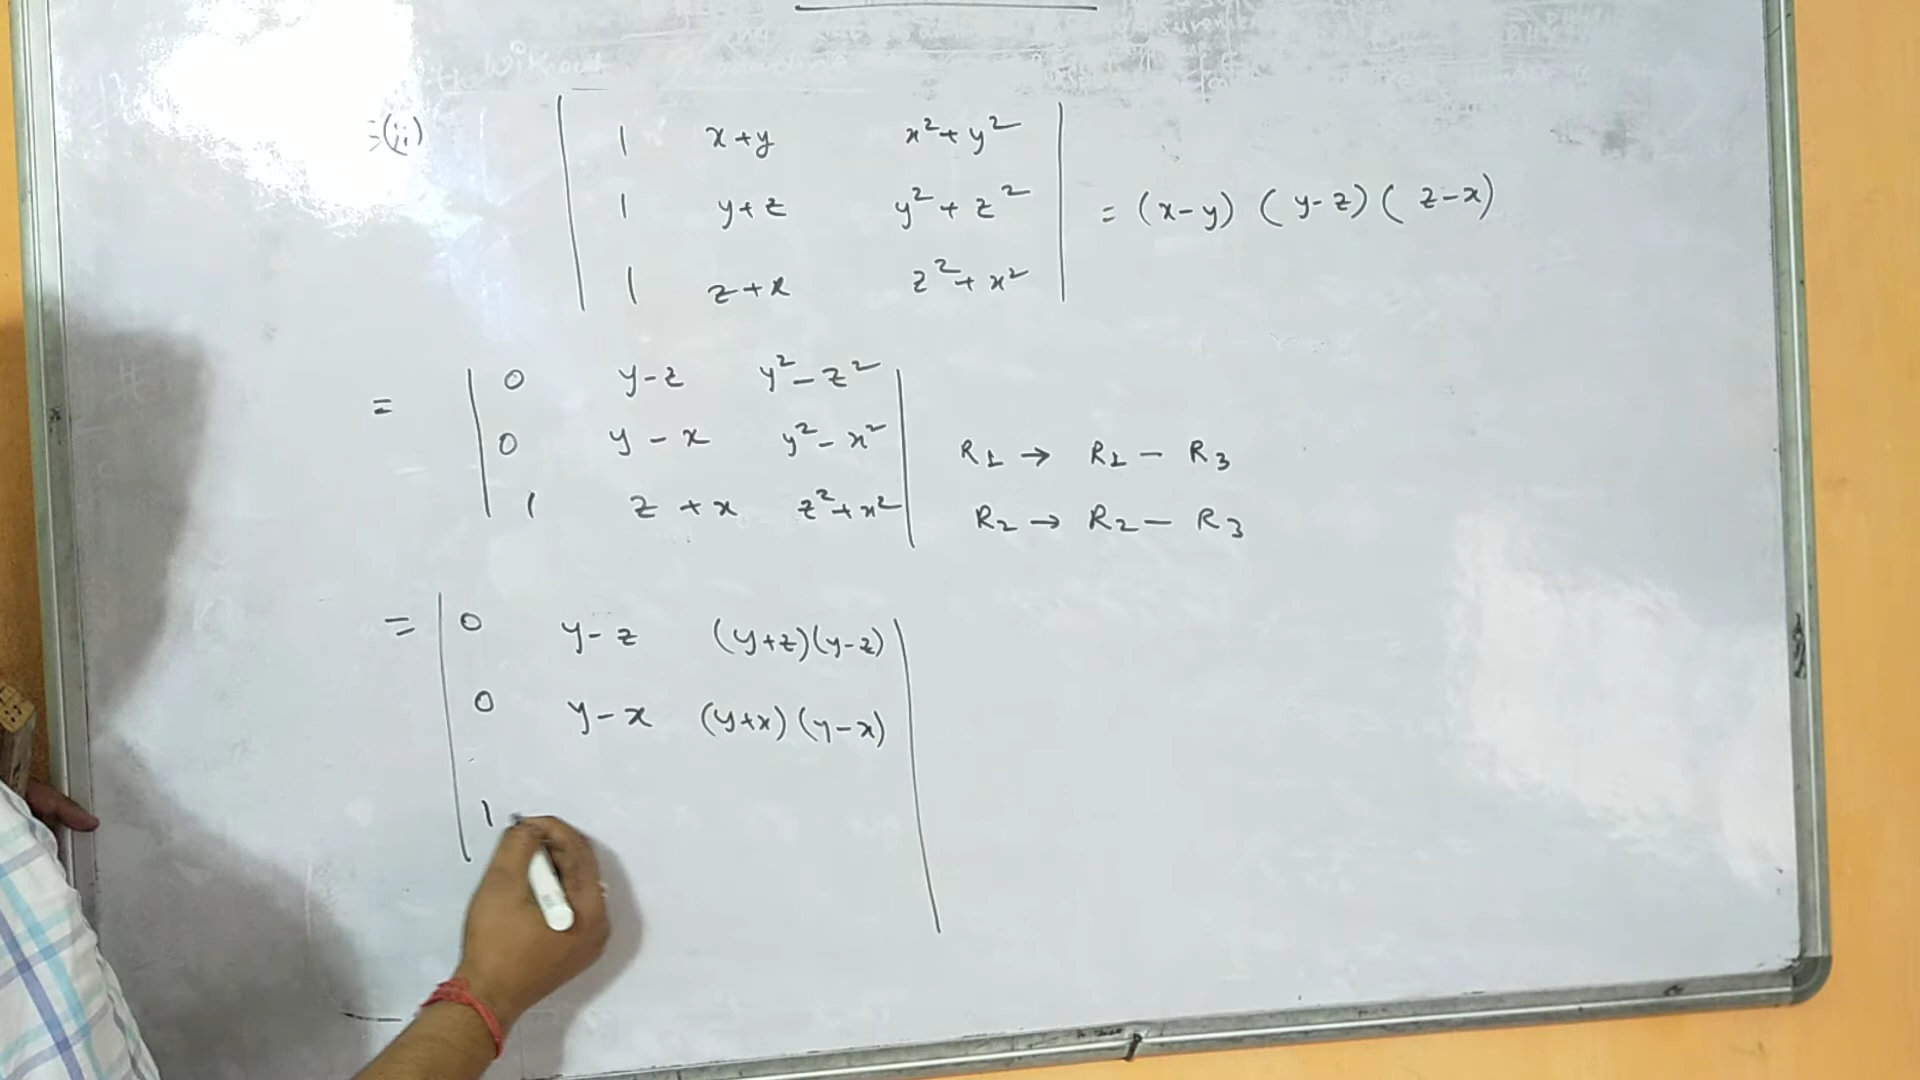 (ii) | 1 x+y x²+y² |
| 1 y+z y²+z² | = (x-y) (y-z) (z-x)
| 1 z+x z²+x² |
= | 0 y-z y²-z² |
| 0 y-x y²-x² | R1 → R1 - R3
| 1 z+x z²+x² | R2 → R2 - R3
= | 0 y-z (y+z)(y-z) |
| 0 y-x (y+x)(y-x) |
| 1